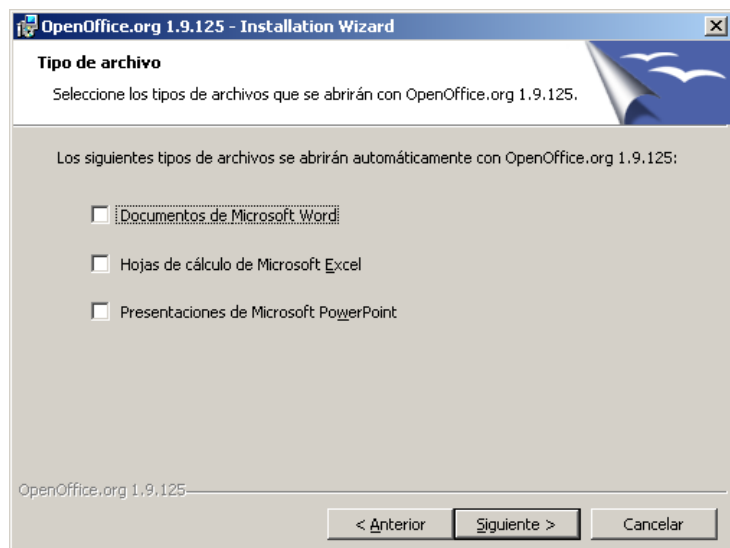 OpenOffice.org 1.9.125 - Installation Wizard
Tipo de archivo
Seleccione los tipos de archivos que se abrirán con OpenOffice.org 1.9.125.
Los siguientes tipos de archivos se abrirán automáticamente con OpenOffice.org 1.9.125:
Documentos de Microsoft Word
Hojas de cálculo de Microsoft Excel
Presentaciones de Microsoft PowerPoint
OpenOffice.org 1.9.125
< Anterior Siguiente > Cancelar